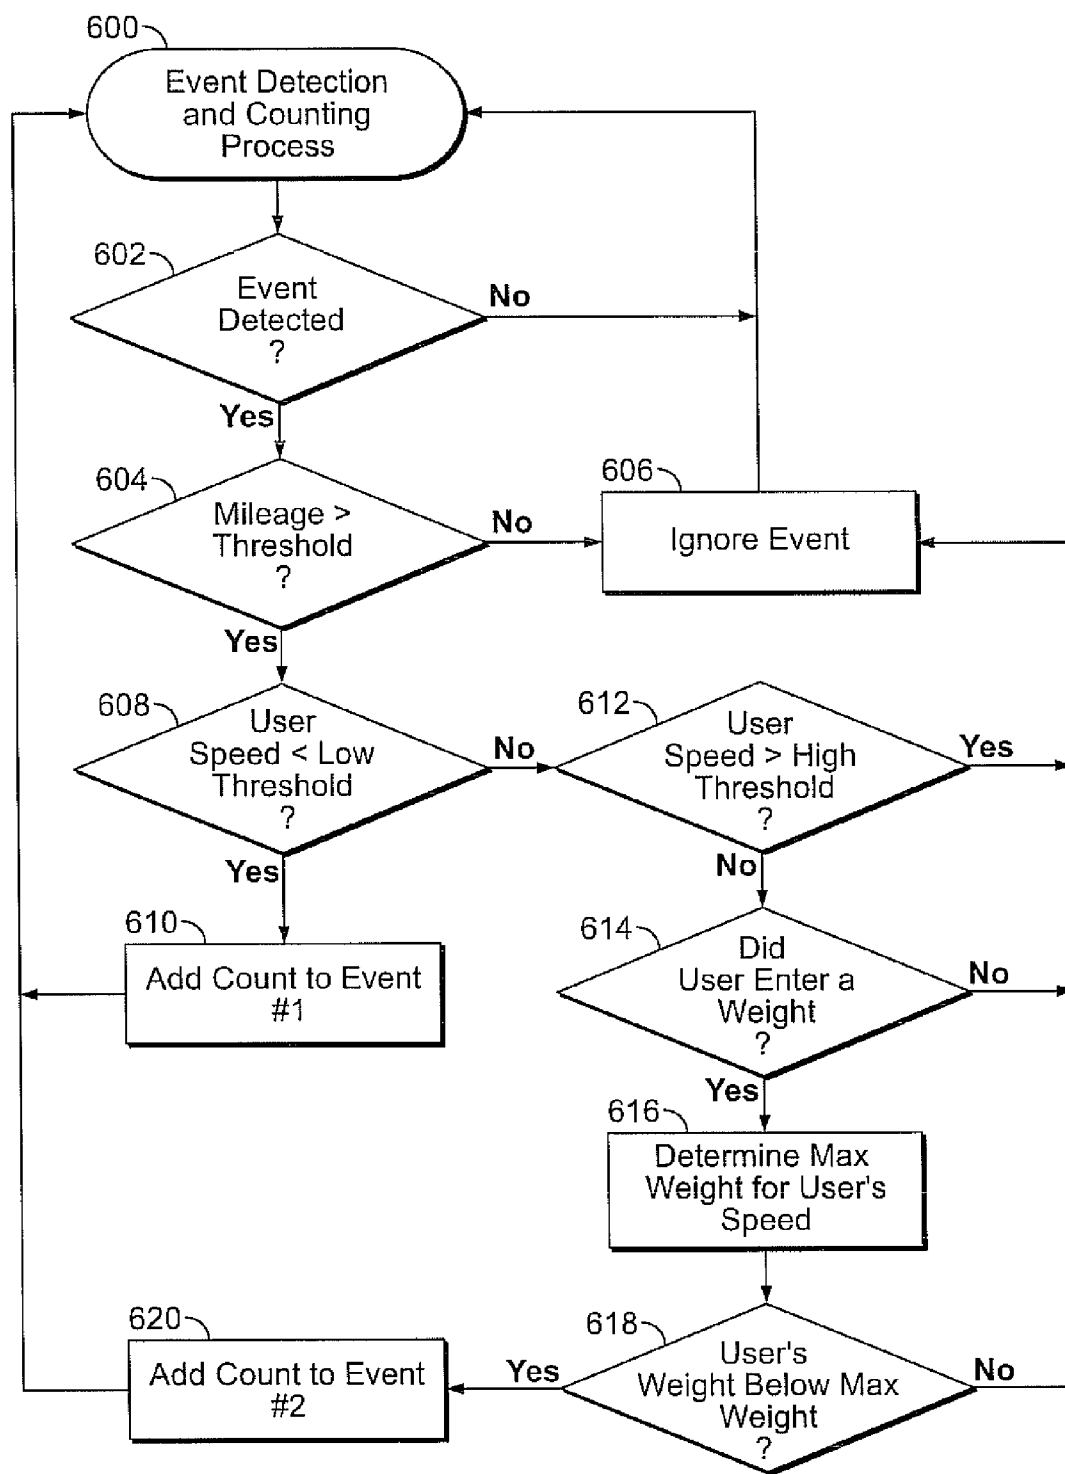 600
Event Detection
and Counting
Process
602
Event
Detected
?
No
Yes
604
Mileage >
Threshold
?
No
Yes
606
Ignore Event
608
User
Speed < Low
Threshold
?
No
Yes
612
User
Speed > High
Threshold
?
Yes
No
610
Add Count to Event
#1
614
Did
User Enter a
Weight
?
No
Yes
616
Determine Max
Weight for User's
Speed
618
User's
Weight Below Max
Weight
?
No
Yes
620
Add Count to Event
#2